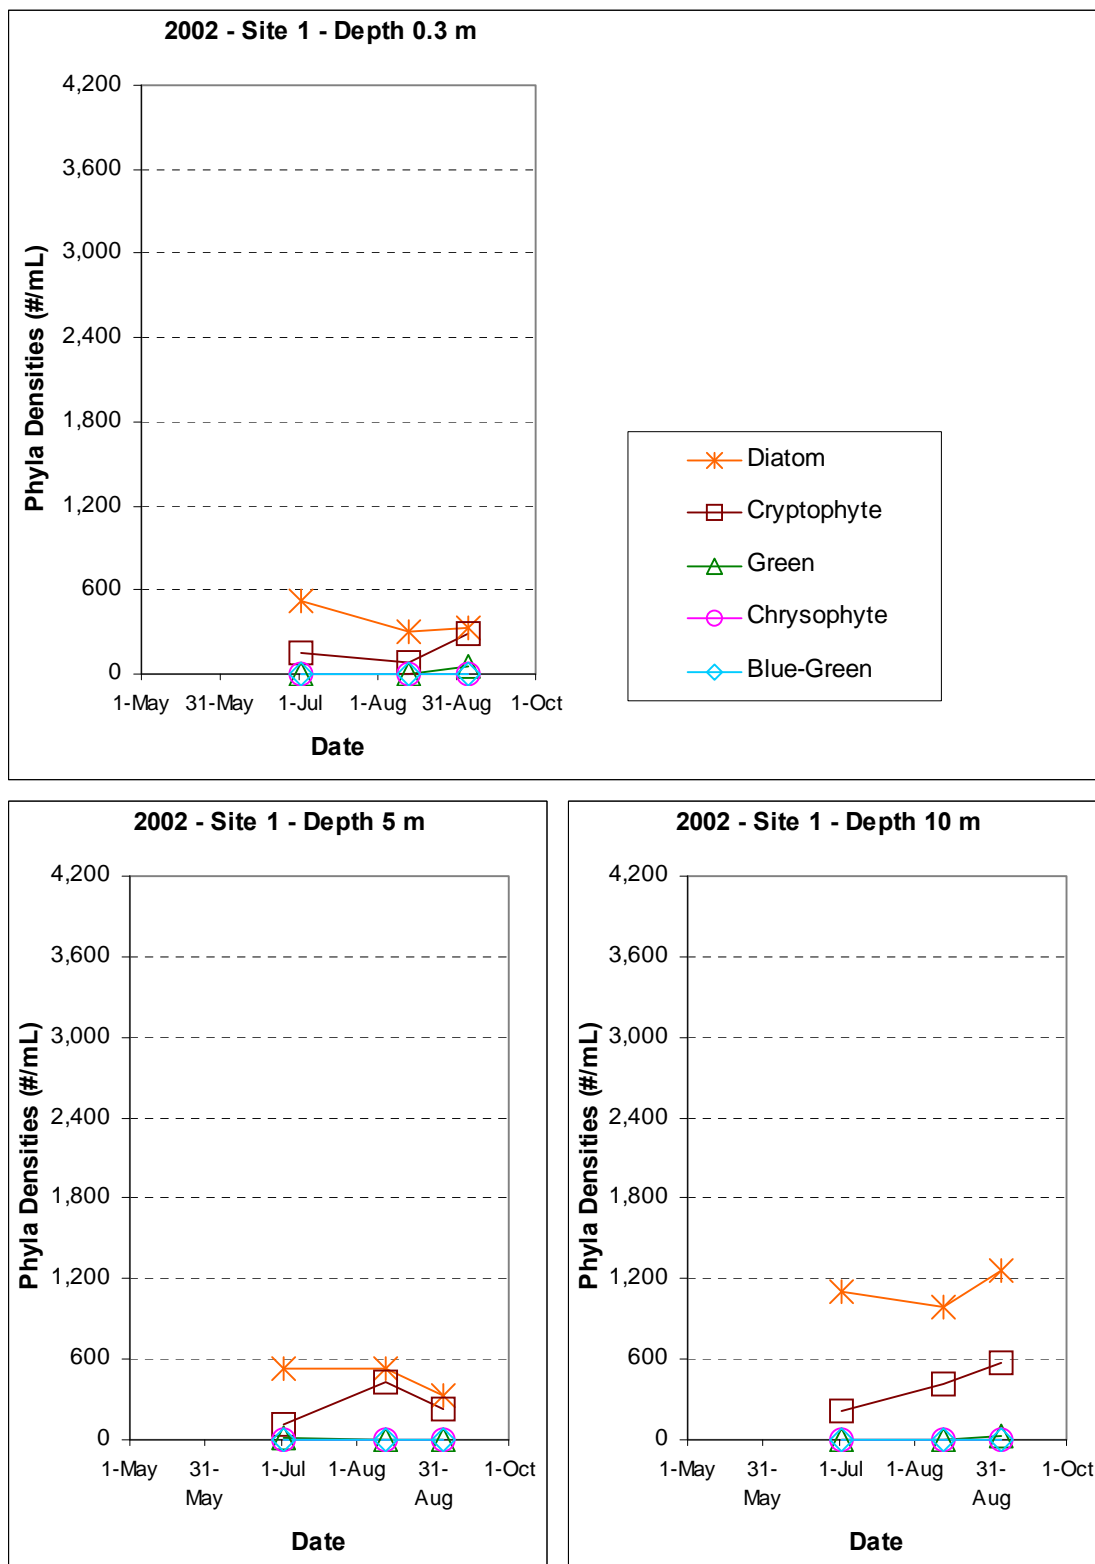 2002 - Site 1 - Depth 0.3 m
4,200
3,600
3,000
2,400
1,800
1,200
600
0
Phyla Densities (#/mL)
1-May 31-May 1-Jul 1-Aug 31-Aug 1-Oct
Date
Diatom
Cryptophyte
Green
Chrysophyte
Blue-Green
2002 - Site 1 - Depth 5 m
4,200
3,600
3,000
2,400
1,800
1,200
600
0
Phyla Densities (#/mL)
1-May 31- 1-Jul 1-Aug 31- 1-Oct
May Aug
Date
2002 - Site 1 - Depth 10 m
4,200
3,600
3,000
2,400
1,800
1,200
600
0
Phyla Densities (#/mL)
1-May 31- 1-Jul 1-Aug 31- 1-Oct
May Aug
Date